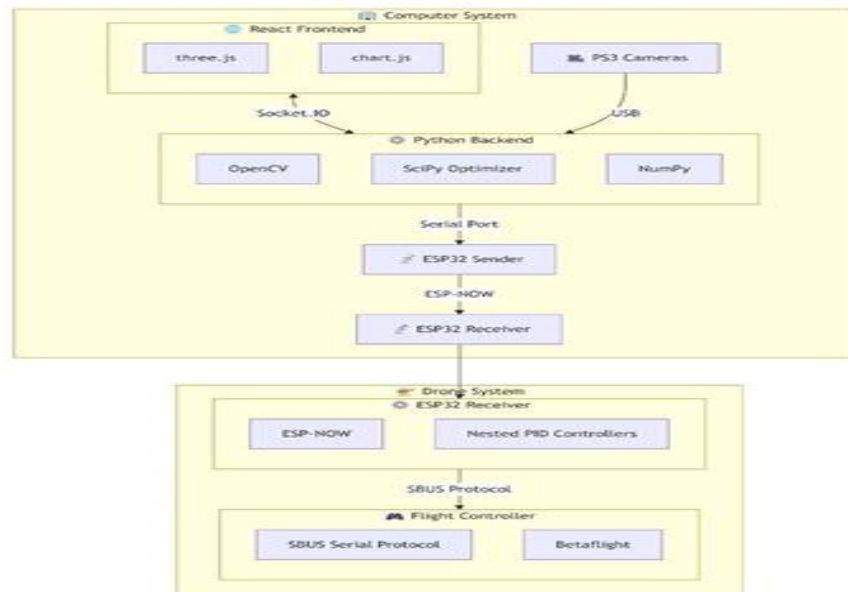 Computer System
React Frontend
three.js
chart.js
PS3 Cameras
Socket.IO
USB
Python Backend
OpenCV
SciPy Optimizer
NumPy
Serial Port
ESP32 Sender
ESP-NOW
ESP32 Receiver
Drone System
ESP32 Receiver
ESP-NOW
Nested PID Controllers
SBUS Protocol
Flight Controller
SBUS Serial Protocol
Betaflight